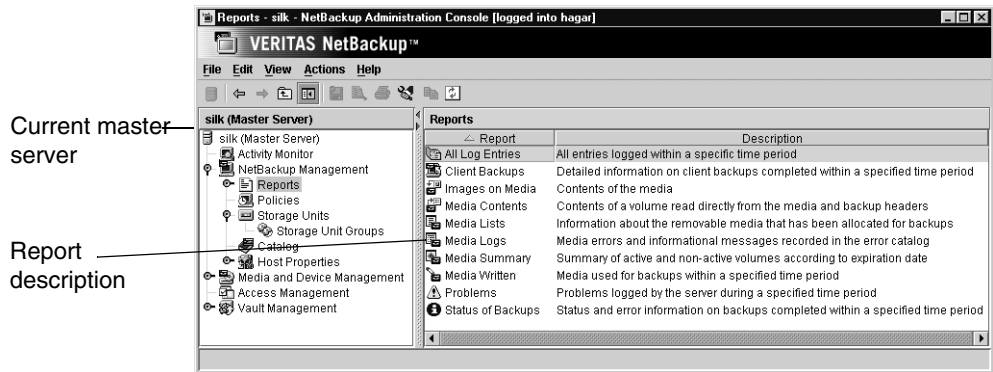 Reports - silk - NetBackup Administration Console [logged into hagar]
VERITAS NetBackup™
File Edit View Actions Help
Current master server
silk (Master Server)
silk (Master Server)
Activity Monitor
NetBackup Management
Reports
Policies
Storage Units
Storage Unit Groups
Catalog
Host Properties
Media and Device Management
Access Management
Vault Management
Report description
Reports
Report Description
All Log Entries All entries logged within a specific time period
Client Backups Detailed information on client backups completed within a specified time period
Images on Media Contents of the media
Media Contents Contents of a volume read directly from the media and backup headers
Media Lists Information about the removable media that has been allocated for backups
Media Logs Media errors and informational messages recorded in the error catalog
Media Summary Summary of active and non-active volumes according to expiration date
Media Written Media used for backups within a specified time period
Problems Problems logged by the server during a specified time period
Status of Backups Status and error information on backups completed within a specified time period